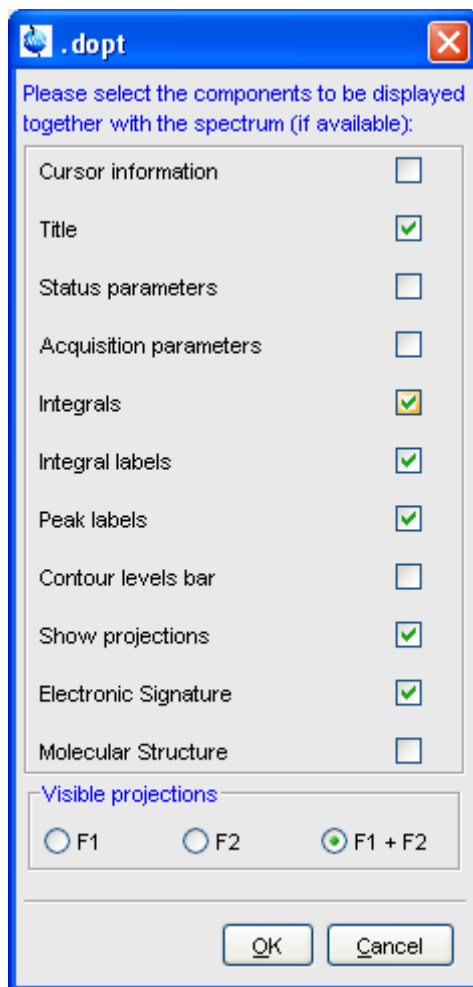 .dopt
Please select the components to be displayed
together with the spectrum (if available):
Cursor information
Title
Status parameters
Acquisition parameters
Integrals
Integral labels
Peak labels
Contour levels bar
Show projections
Electronic Signature
Molecular Structure
Visible projections
F1 F2 F1 + F2
OK Cancel